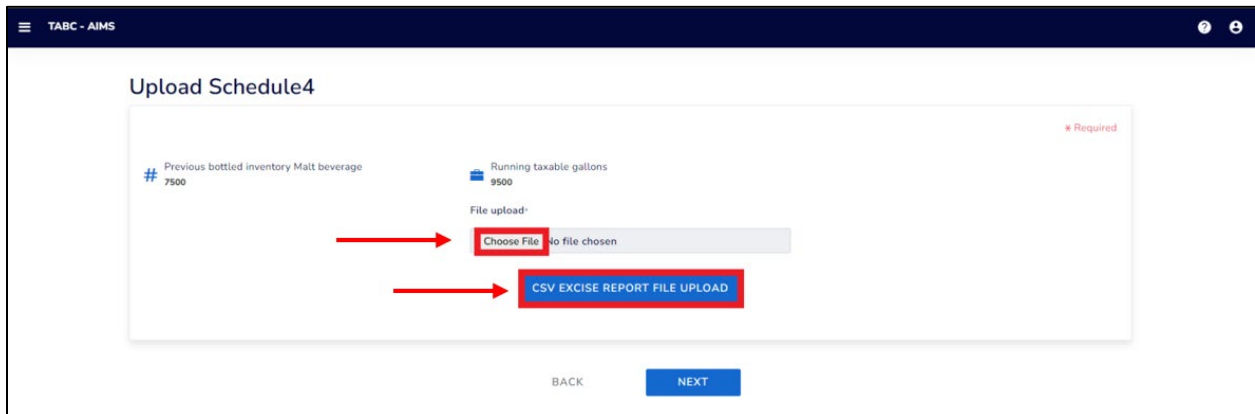 TABC - AIMS
Upload Schedule4
* Required
Previous bottled inventory Malt beverage
7500
Running taxable gallons
9500
File upload*
Choose File No file chosen
CSV EXCISE REPORT FILE UPLOAD
BACK
NEXT